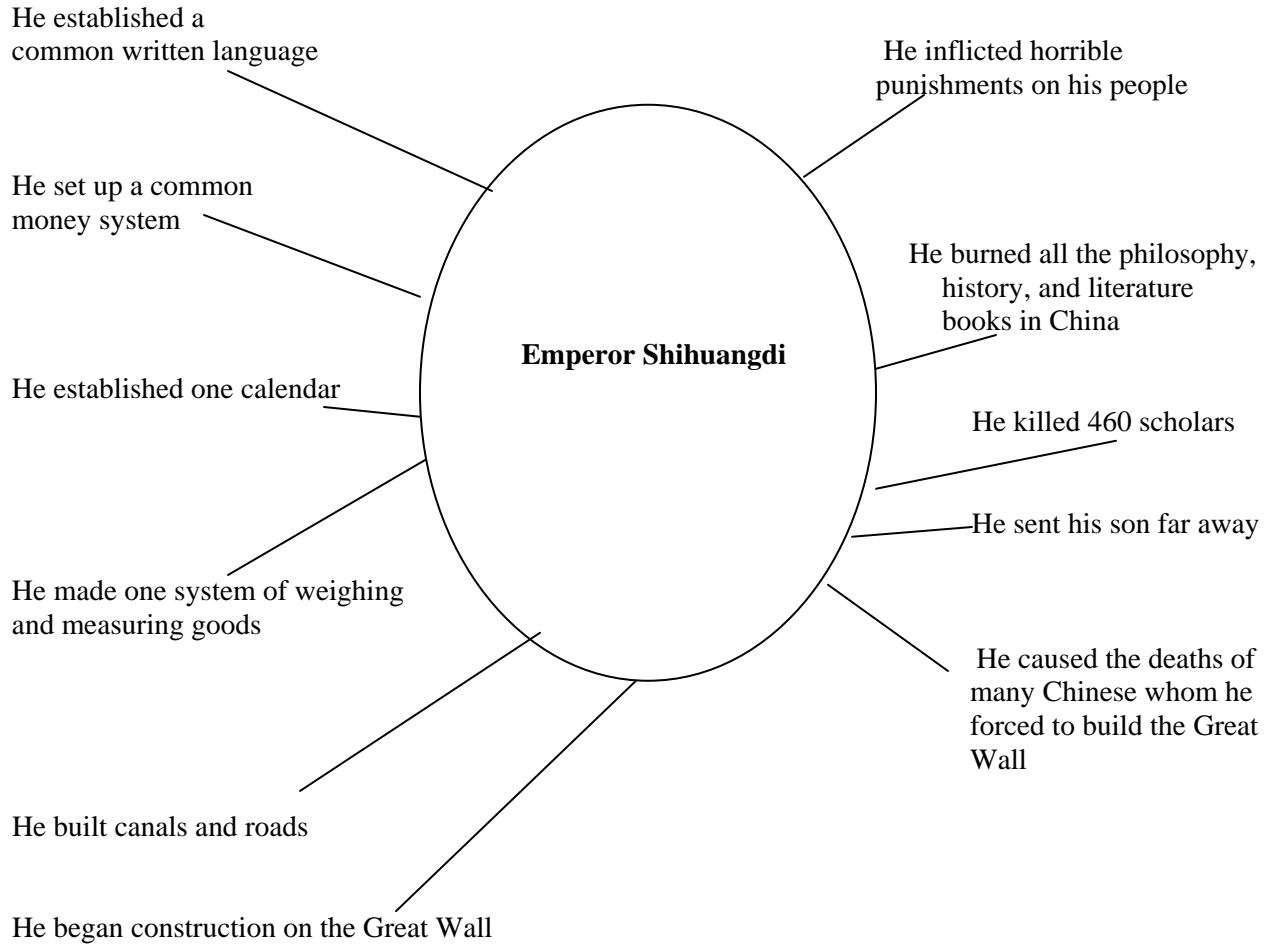 He established a
common written language
He set up a common
money system
He established one calendar
He made one system of weighing
and measuring goods
He built canals and roads
He began construction on the Great Wall
Emperor Shihuangdi
He inflicted horrible
punishments on his people
He burned all the philosophy,
history, and literature
books in China
He killed 460 scholars
He sent his son far away
He caused the deaths of
many Chinese whom he
forced to build the Great
Wall